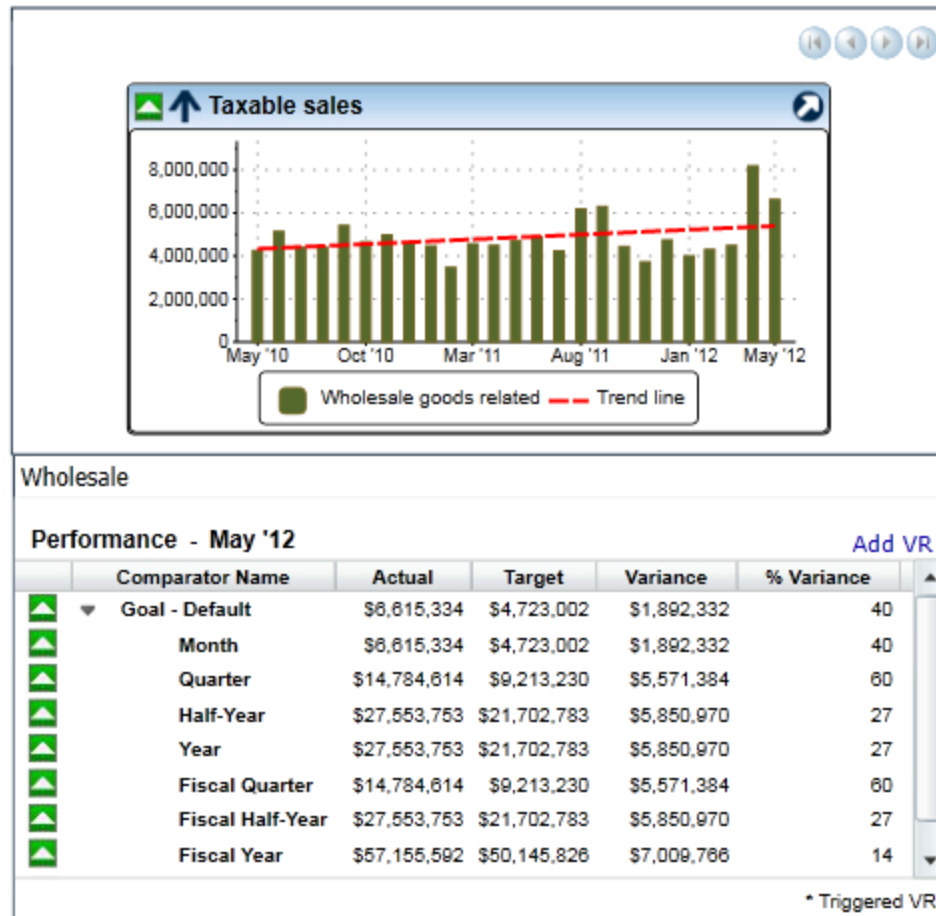 Taxable sales
8,000,000
6,000,000
4,000,000
2,000,000
0
May '10 Oct '10 Mar '11 Aug '11 Jan '12 May '12
Wholesale goods related Trend line
Wholesale
Performance - May '12 Add VR
Comparator Name Actual Target Variance % Variance
Goal - Default $6,615,334 $4,723,002 $1,892,332 40
Month $6,615,334 $4,723,002 $1,892,332 40
Quarter $14,784,614 $9,213,230 $5,571,384 60
Half-Year $27,553,753 $21,702,783 $5,850,970 27
Year $27,553,753 $21,702,783 $5,850,970 27
Fiscal Quarter $14,784,614 $9,213,230 $5,571,384 60
Fiscal Half-Year $27,553,753 $21,702,783 $5,850,970 27
Fiscal Year $57,155,592 $50,145,826 $7,009,766 14
* Triggered VR